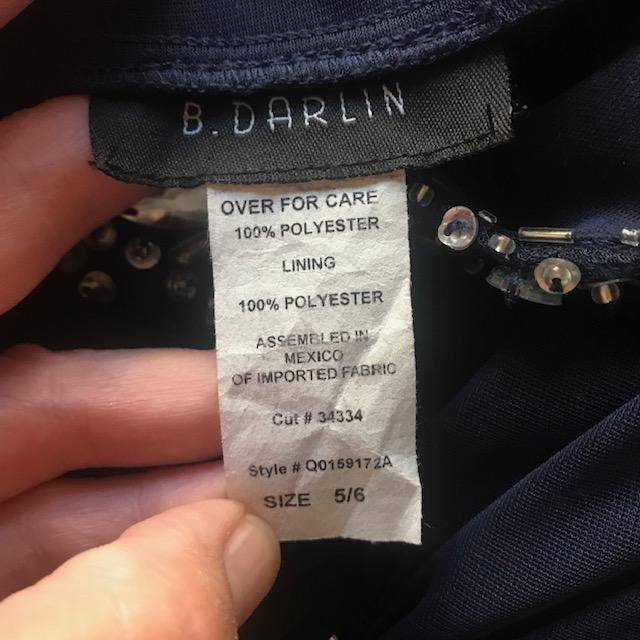 B. DARLIN
OVER FOR CARE
100% POLYESTER
LINING
100% POLYESTER
ASSEMBLED IN
MEXICO
OF IMPORTED FABRIC
Cut # 34334
Style # Q0159172A
SIZE 5/6